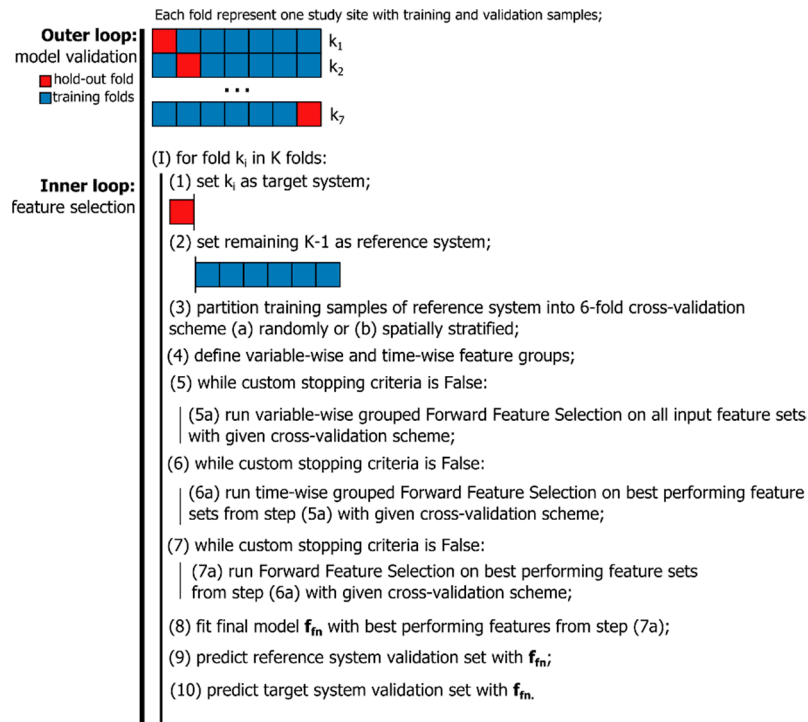 Each fold represent one study site with training and validation samples;
Outer loop:
model validation
hold-out fold
training folds
k1
k2
...
k7
(I) for fold ki in K folds:
Inner loop:
feature selection
(1) set ki as target system;
(2) set remaining K-1 as reference system;
(3) partition training samples of reference system into 6-fold cross-validation
scheme (a) randomly or (b) spatially stratified;
(4) define variable-wise and time-wise feature groups;
(5) while custom stopping criteria is False:
(5a) run variable-wise grouped Forward Feature Selection on all input feature sets
with given cross-validation scheme;
(6) while custom stopping criteria is False:
(6a) run time-wise grouped Forward Feature Selection on best performing feature
sets from step (5a) with given cross-validation scheme;
(7) while custom stopping criteria is False:
(7a) run Forward Feature Selection on best performing feature sets
from step (6a) with given cross-validation scheme;
(8) fit final model ffn with best performing features from step (7a);
(9) predict reference system validation set with ffn;
(10) predict target system validation set with ffn.